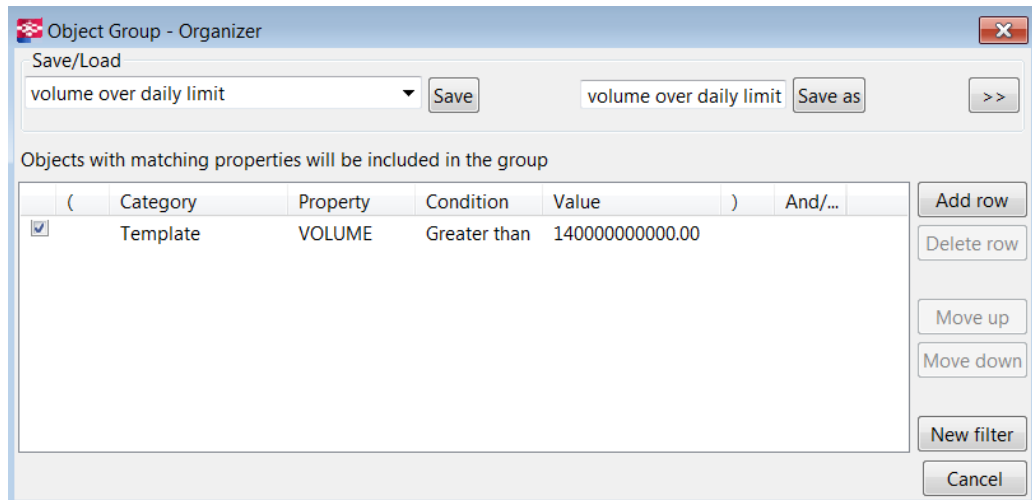 Object Group - Organizer
Save/Load
volume over daily limit Save volume over daily limit Save as >>
Objects with matching properties will be included in the group
( Category Property Condition Value ) And/...
Template VOLUME Greater than 140000000000.00
Add row
Delete row
Move up
Move down
New filter
Cancel